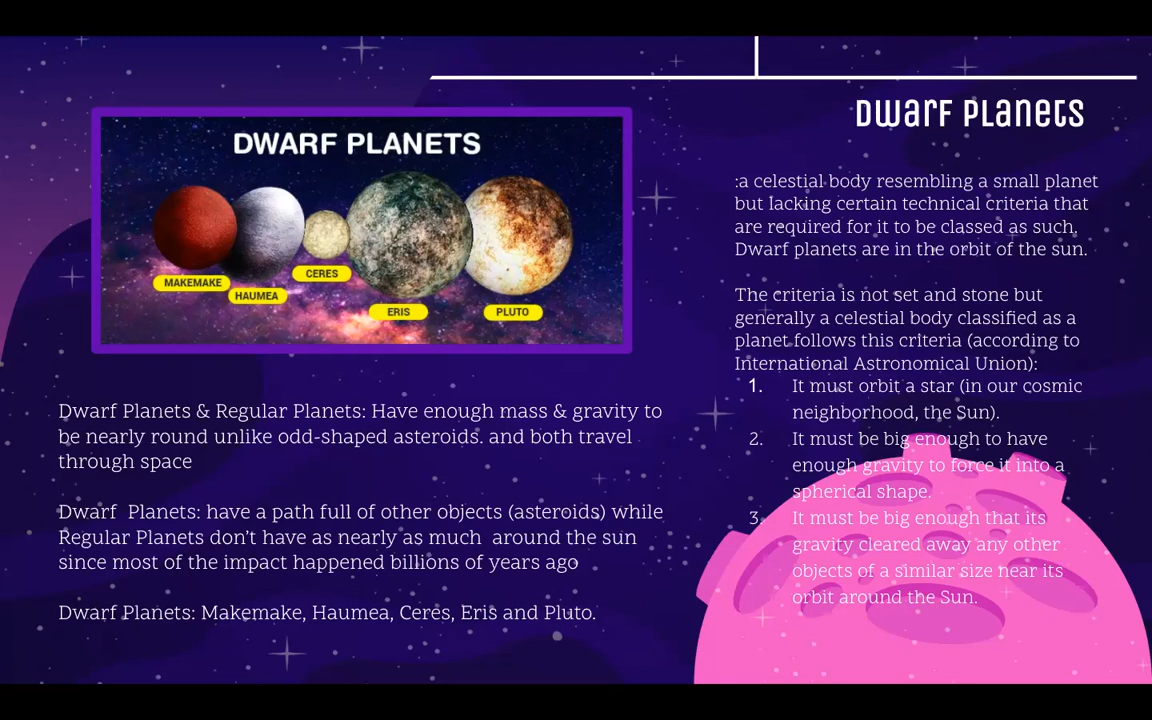 Dwarf Planets
DWARF PLANETS
MAKEMAKE
HAUMEA
CERES
ERIS
PLUTO
Dwarf Planets & Regular Planets: Have enough mass & gravity to
be nearly round unlike odd-shaped asteroids. and both travel
through space
Dwarf  Planets: have a path full of other objects (asteroids) while
Regular Planets don't have as nearly as much  around the sun
since most of the impact happened billions of years ago
Dwarf Planets: Makemake, Haumea, Ceres, Eris and Pluto.
:a celestial body resembling a small planet
but lacking certain technical criteria that
are required for it to be classed as such.
Dwarf planets are in the orbit of the sun.
The criteria is not set and stone but
generally a celestial body classified as a
planet follows this criteria (according to
International Astronomical Union):
1. It must orbit a star (in our cosmic
neighborhood, the Sun).
2. It must be big enough to have
enough gravity to force it into a
spherical shape.
3. It must be big enough that its
gravity cleared away any other
objects of a similar size near its
orbit around the Sun.